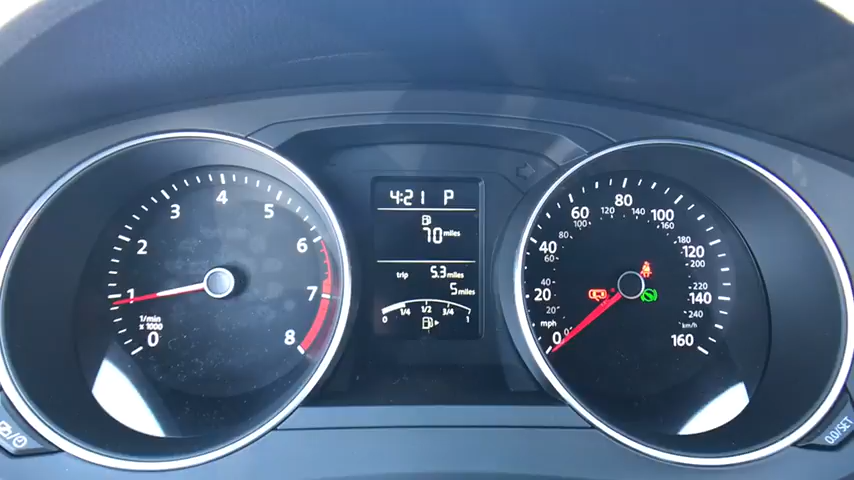 4:21 P
70 miles
trip 5.3 miles
5 miles
0 1/4 1/2 3/4 1
0 1 2 3 4 5 6 7 8
1/min
x 1000
0 20 40 60 80 100 120 140 160
mph
0 20 40 60 80 100 120 140 160 180 200 220 240
km/h
0.0/SET